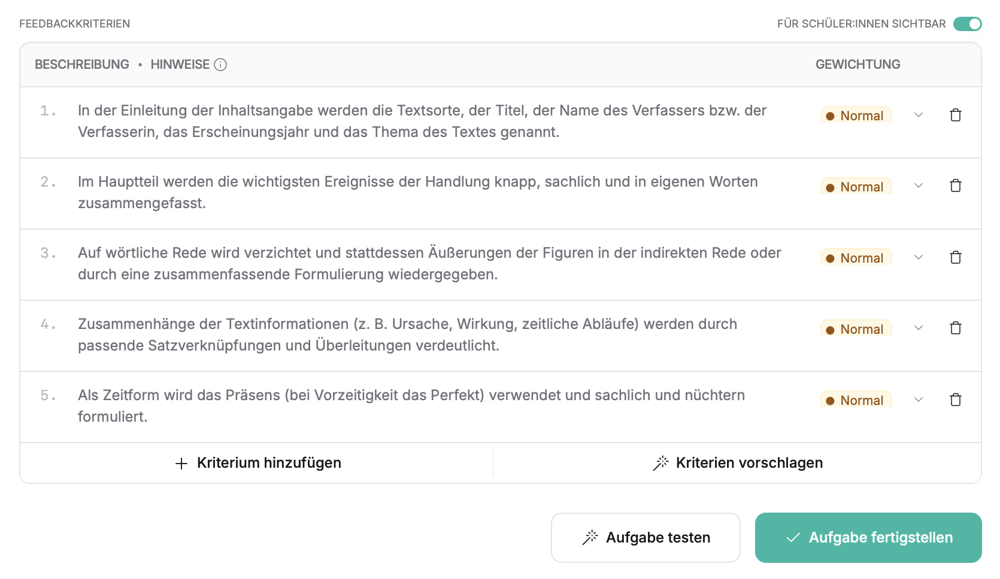 FEEDBACKKRITERIEN
FÜR SCHÜLER:INNEN SICHTBAR
BESCHREIBUNG • HINWEISE
GEWICHTUNG
1. In der Einleitung der Inhaltsangabe werden die Textsorte, der Titel, der Name des Verfassers bzw. der
Verfasserin, das Erscheinungsjahr und das Thema des Textes genannt.
Normal
2. Im Hauptteil werden die wichtigsten Ereignisse der Handlung knapp, sachlich und in eigenen Worten
zusammengefasst.
Normal
3. Auf wörtliche Rede wird verzichtet und stattdessen Äußerungen der Figuren in der indirekten Rede oder
durch eine zusammenfassende Formulierung wiedergegeben.
Normal
4. Zusammenhänge der Textinformationen (z. B. Ursache, Wirkung, zeitliche Abläufe) werden durch
passende Satzverknüpfungen und Überleitungen verdeutlicht.
Normal
5. Als Zeitform wird das Präsens (bei Vorzeitigkeit das Perfekt) verwendet und sachlich und nüchtern
formuliert.
Normal
Kriterium hinzufügen
Kriterien vorschlagen
Aufgabe testen
Aufgabe fertigstellen